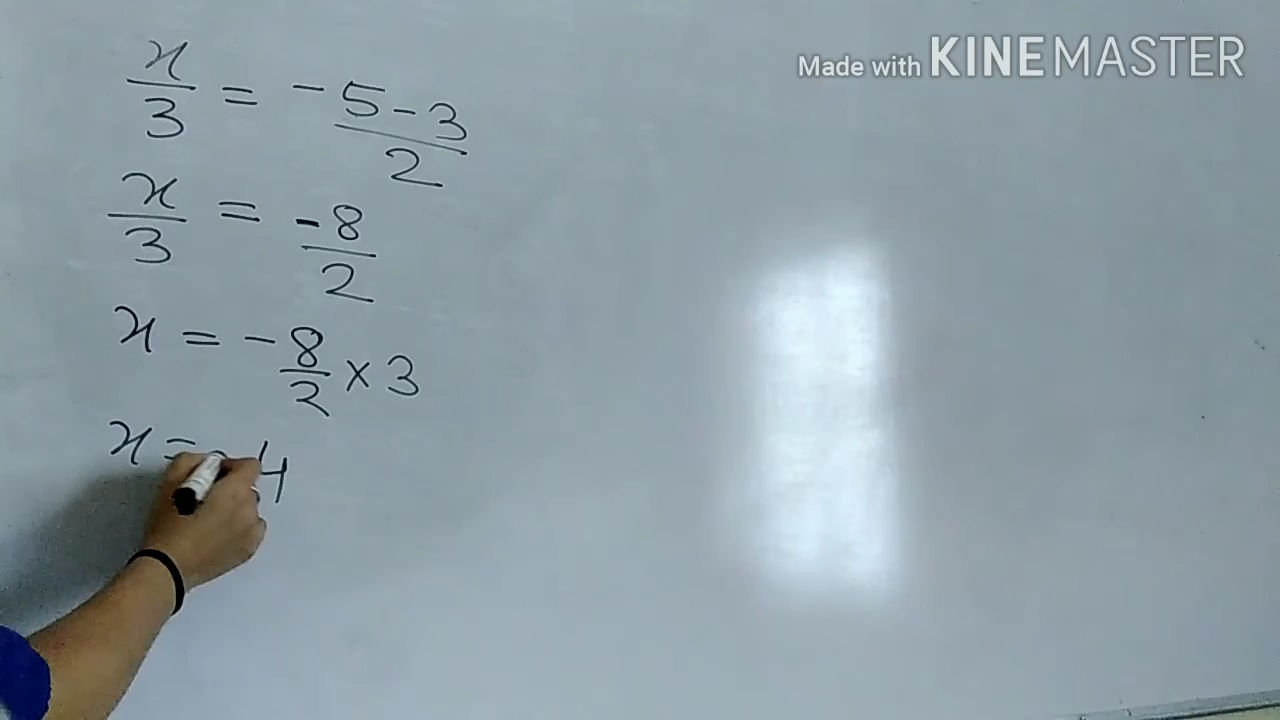 Made with KINEMASTER
x/3 = -5-3/2
x/3 = -8/2
x = -8/2 × 3
x = -4